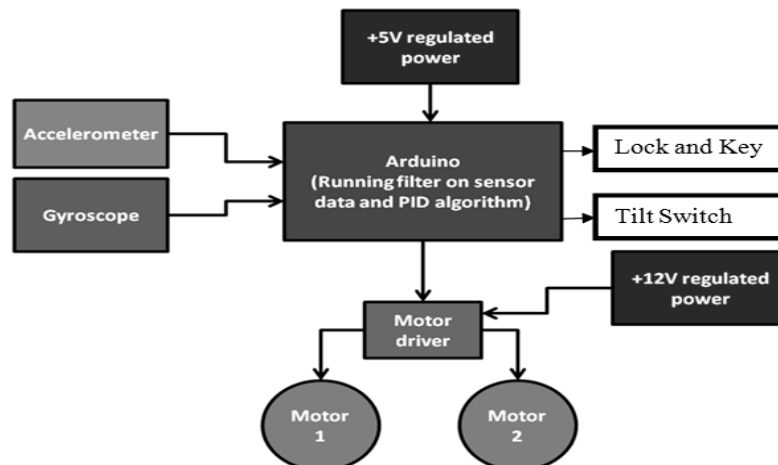 +5V regulated
power
Accelerometer
Gyroscope
Arduino
(Running filter on sensor
data and PID algorithm)
Lock and Key
Tilt Switch
+12V regulated
power
Motor
driver
Motor
1
Motor
2